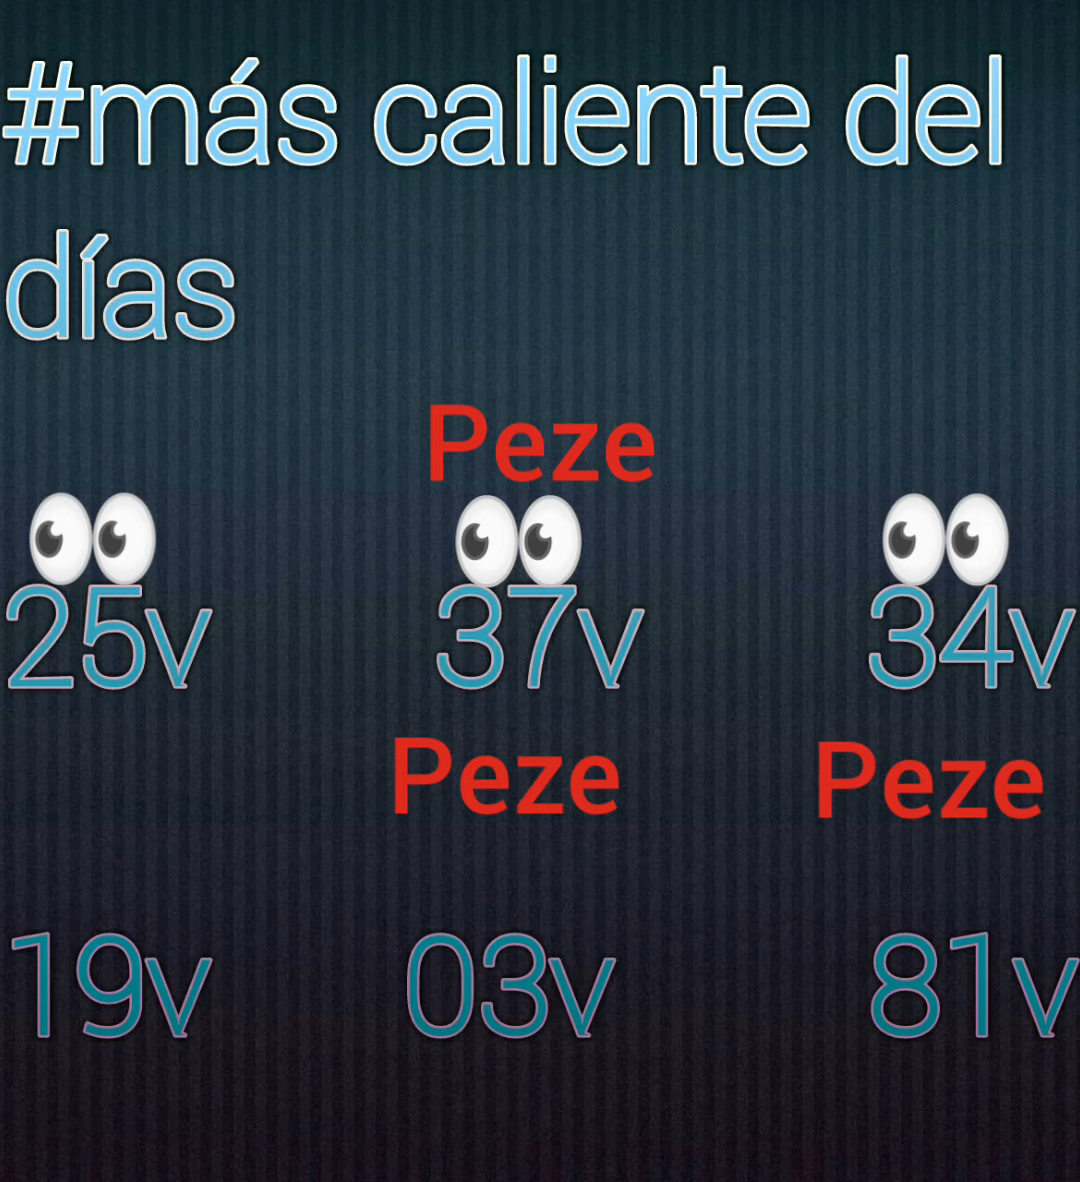 #más caliente del
días
Peze
👀 👀 👀
25v 37v 34v
Peze Peze
19v 03v 81v